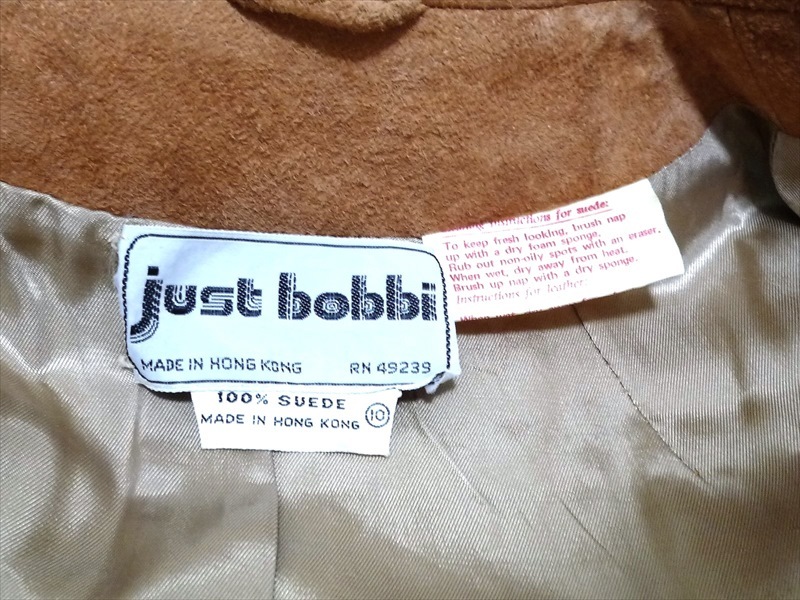 just bobbi
MADE IN HONG KONG RN 49239
100% SUEDE
MADE IN HONG KONG 10
instructions for suede:
To keep fresh looking, brush nap
up with a dry foam sponge.
Rub out non-oily spots with an eraser.
When wet, dry away from heat.
Brush up nap with a dry sponge.
Instructions for leather: